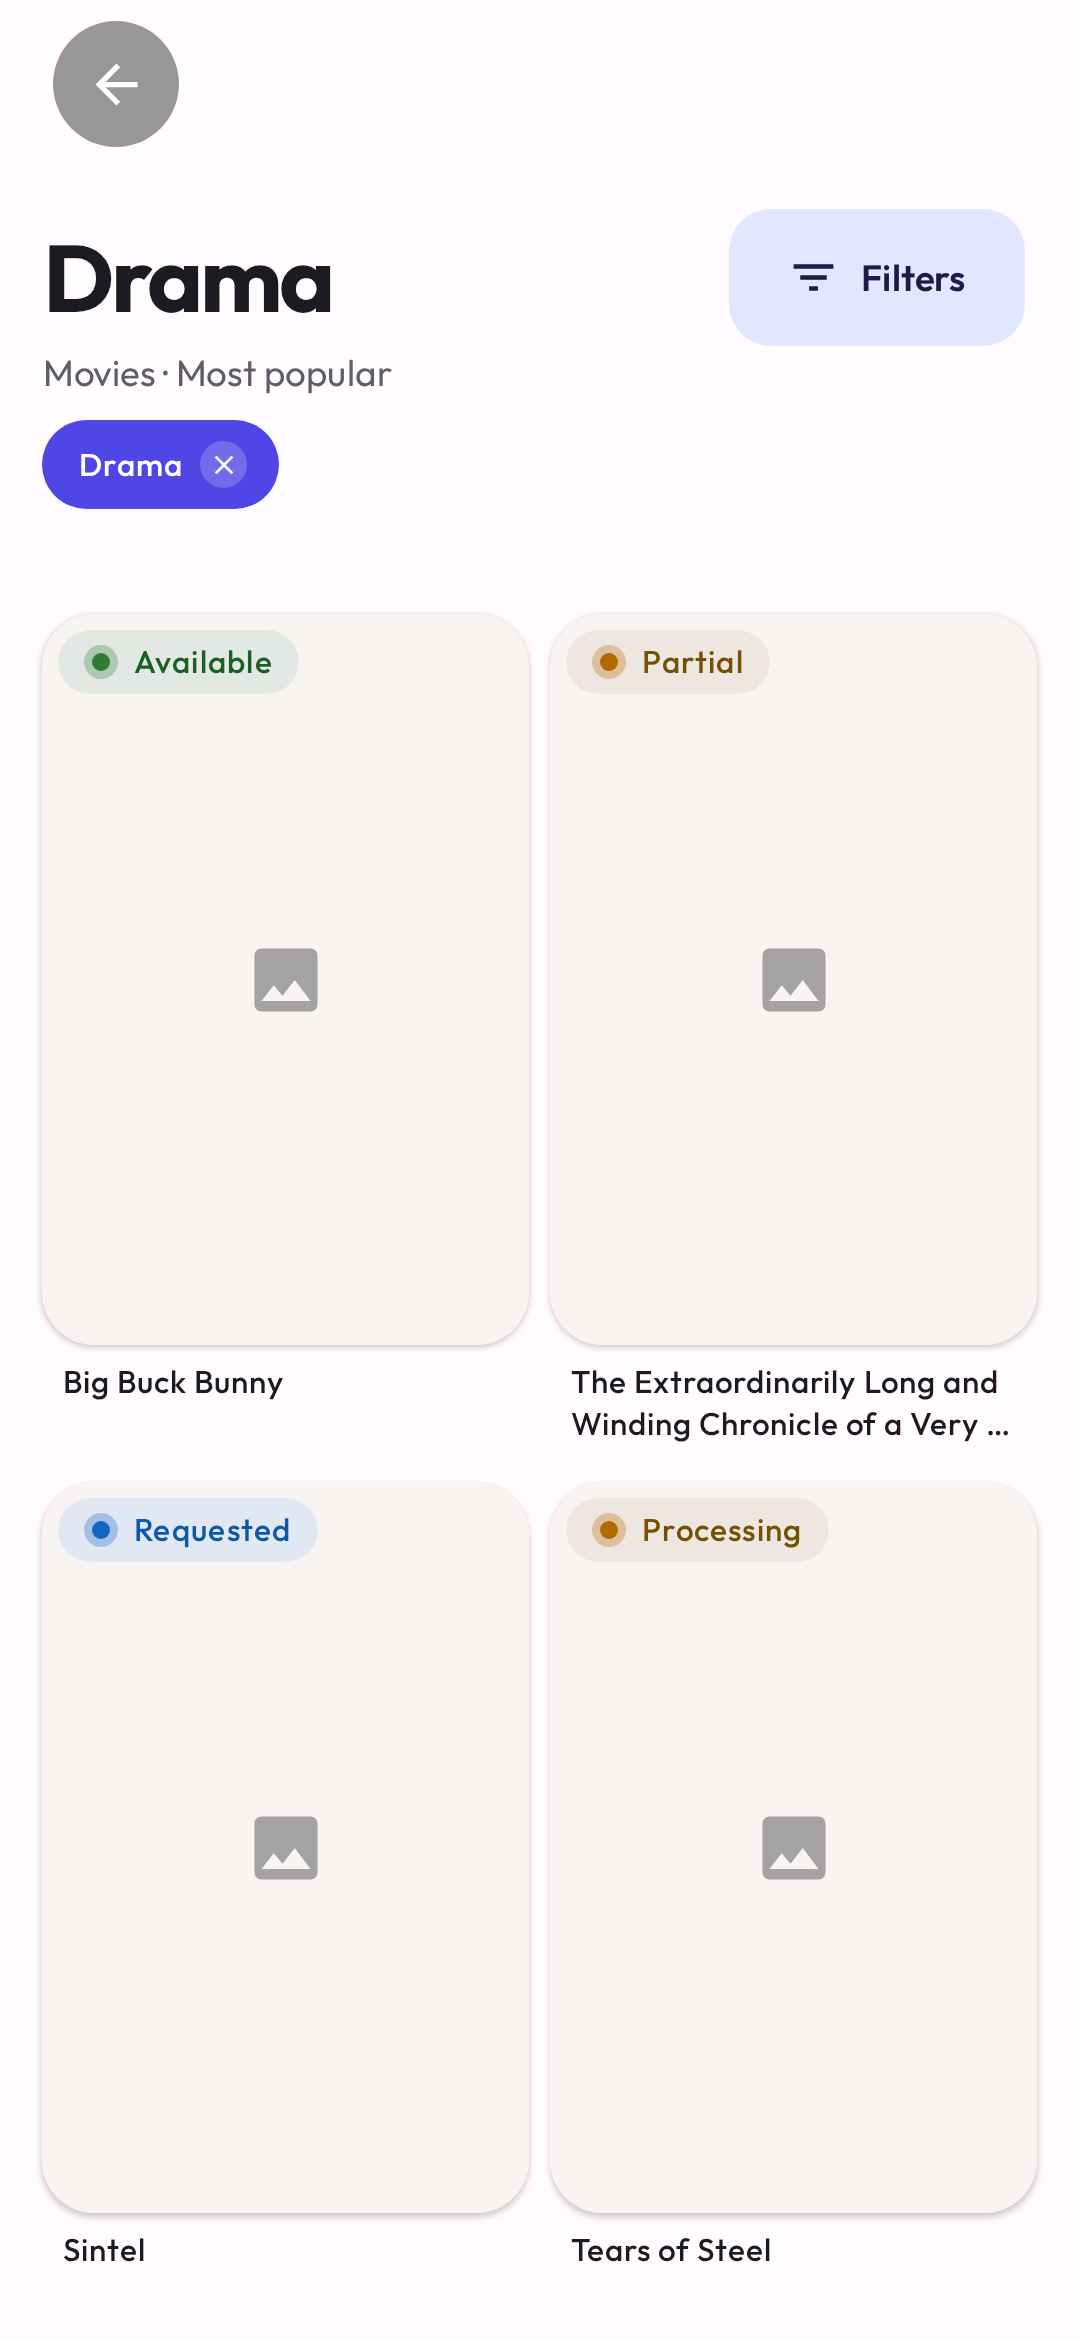 Drama
Filters
Movies · Most popular
Drama
Available
Partial
Big Buck Bunny
The Extraordinarily Long and
Winding Chronicle of a Very ...
Requested
Processing
Sintel
Tears of Steel